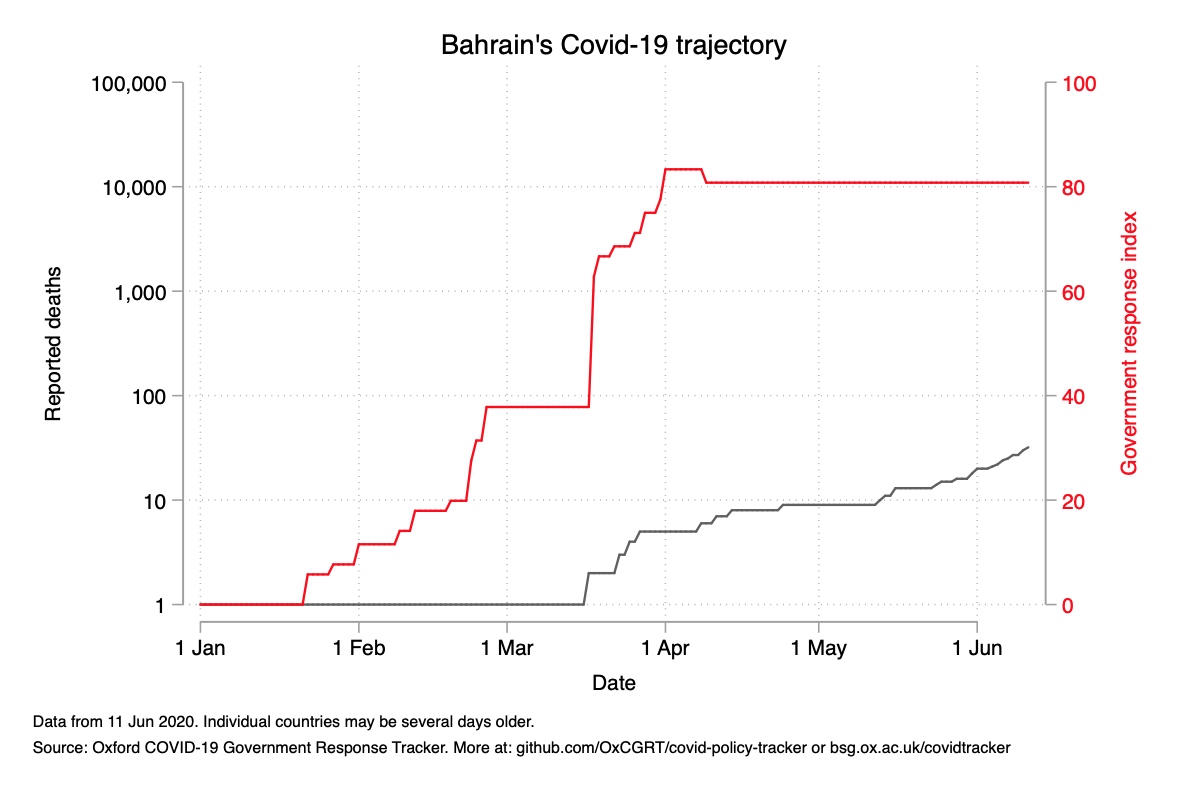 Bahrain's Covid-19 trajectory
100,000
10,000
1,000
100
10
1
Reported deaths
100
80
60
40
20
0
Government response index
1 Jan
1 Feb
1 Mar
1 Apr
1 May
1 Jun
Date
Data from 11 Jun 2020. Individual countries may be several days older.
Source: Oxford COVID-19 Government Response Tracker. More at: github.com/OxCGRT/covid-policy-tracker or bsg.ox.ac.uk/covidtracker